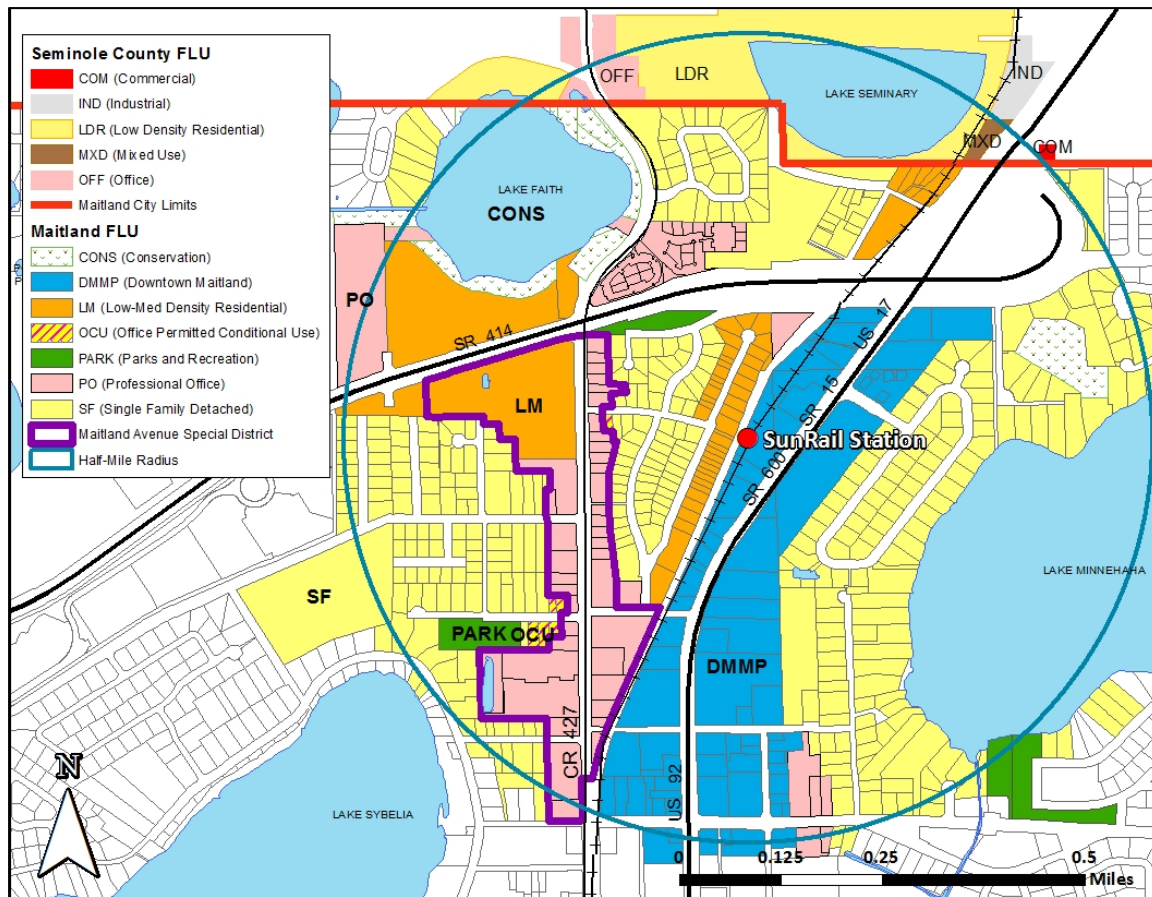 Seminole County FLU
COM (Commercial)
IND (Industrial)
LDR (Low Density Residential)
MXD (Mixed Use)
OFF (Office)
Maitland City Limits
Maitland FLU
CONS (Conservation)
DMMP (Downtown Maitland)
LM (Low-Med Density Residential)
OCU (Office Permitted Conditional Use)
PARK (Parks and Recreation)
PO (Professional Office)
SF (Single Family Detached)
Maitland Avenue Special District
Half-Mile Radius
OFF
LDR
IND
LAKE SEMINARY
MXD
COM
LAKE FAITH
CONS
PO
SR 414
US 17
LM
SR 15
SunRail Station
SR 600
LAKE MINNEHAHA
SF
PARK
OCU
DMMP
CR 427
US 92
LAKE SYBELIA
N
0
0.125
0.25
0.5
Miles